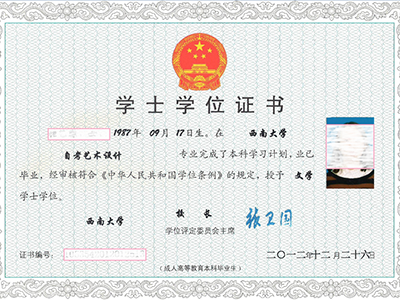 学士学位证书
1987年 09月 17日生。在 西南大学
自考艺术设计 专业完成了本科学习计划，业已
毕业，经审核符合《中华人民共和国学位条例》的规定，授予 文学
学士学位。
西南大学 校长 张卫国
学位评定委员会主席
证书编号： 二〇一二年十二月二十六日
（成人高等教育本科毕业生）